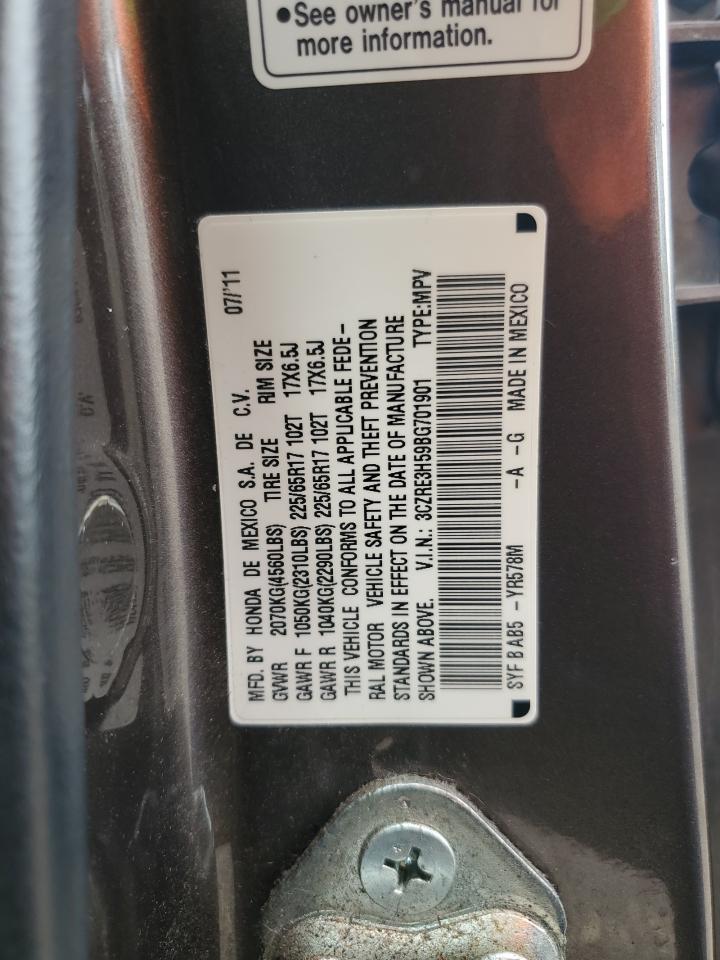 •See owner's manual for
more information.
MFD. BY HONDA DE MEXICO S.A. DE C.V. 07/'11
GVWR 2070KG(4560LBS) TIRE SIZE RIM SIZE
GAWR F 1050KG(2310LBS) 225/65R17 102T 17X6.5J
GAWR R 1040KG(2290LBS) 225/65R17 102T 17X6.5J
THIS VEHICLE CONFORMS TO ALL APPLICABLE FEDE-
RAL MOTOR VEHICLE SAFETY AND THEFT PREVENTION
STANDARDS IN EFFECT ON THE DATE OF MANUFACTURE
SHOWN ABOVE. V.I.N.: 3CZRE3H59BG701901 TYPE:MPV
SYF B AB5 -YR578M -A -G MADE IN MEXICO